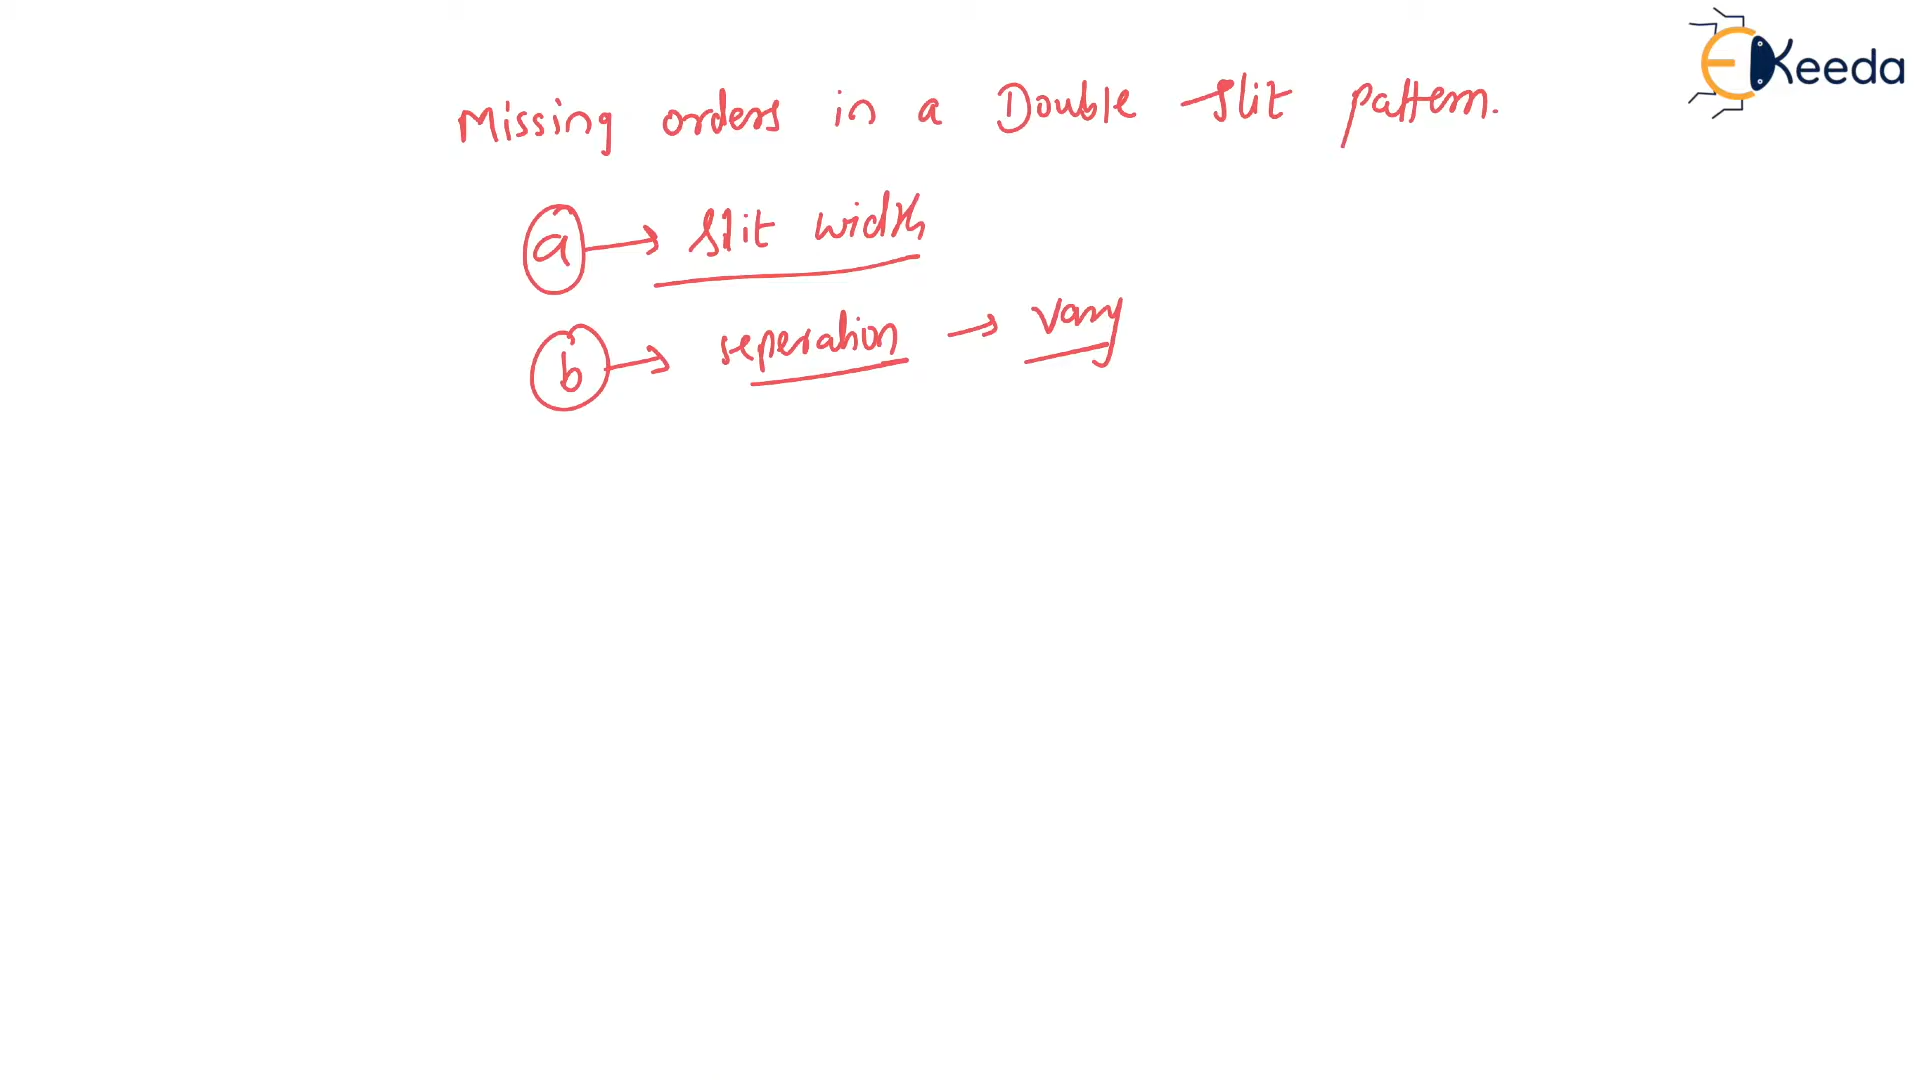 Missing orders in a Double slit pattern.
EKeeda
a → slit width
b → seperation → vary